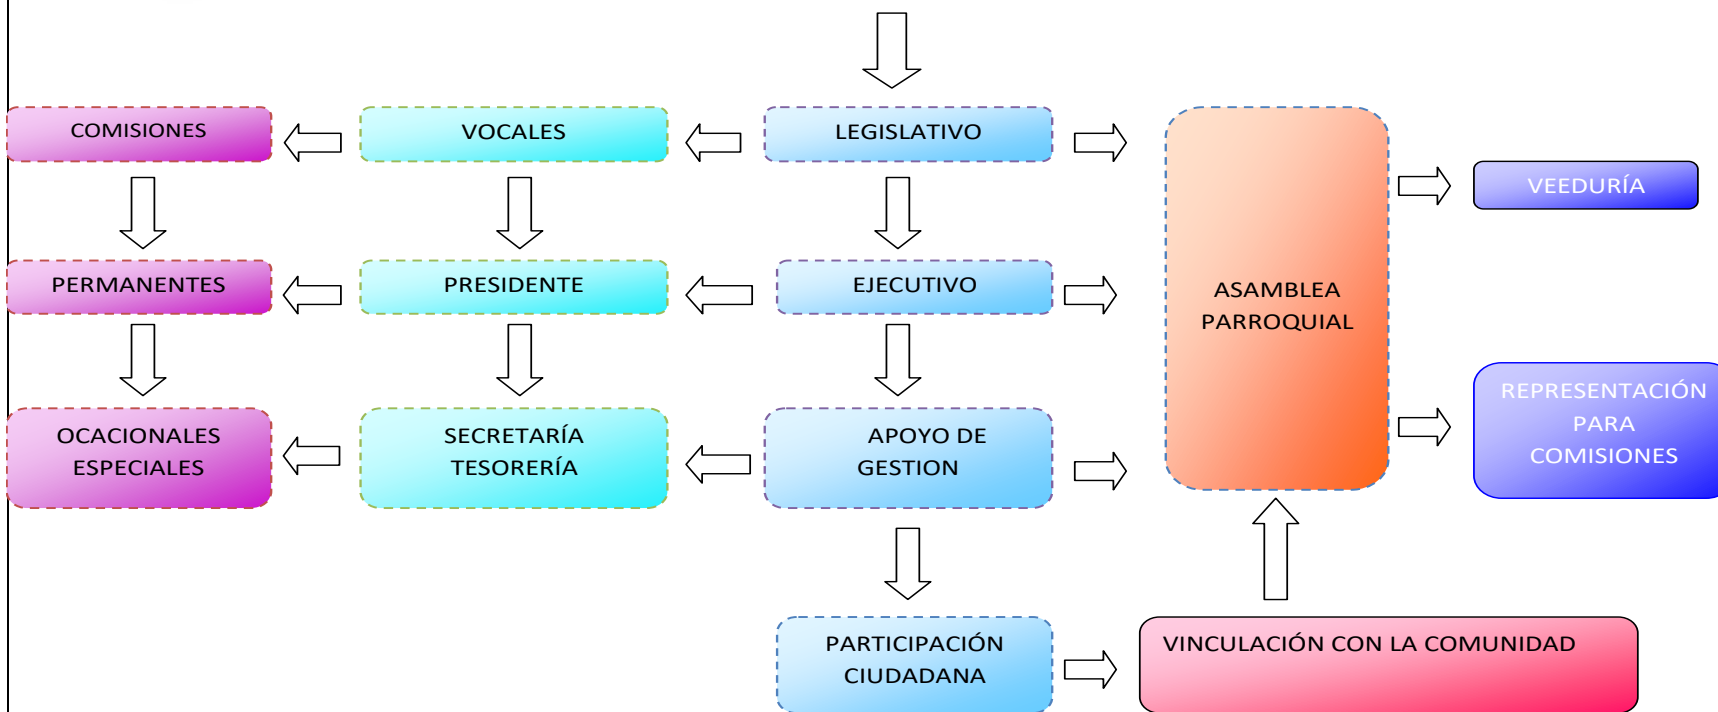 COMISIONES
VOCALES
LEGISLATIVO
VEEDURÍA
PERMANENTES
PRESIDENTE
EJECUTIVO
ASAMBLEA
PARROQUIAL
REPRESENTACIÓN
PARA
COMISIONES
OCACIONALES
ESPECIALES
SECRETARÍA
TESORERÍA
APOYO DE
GESTION
PARTICIPACIÓN
CIUDADANA
VINCULACIÓN CON LA COMUNIDAD